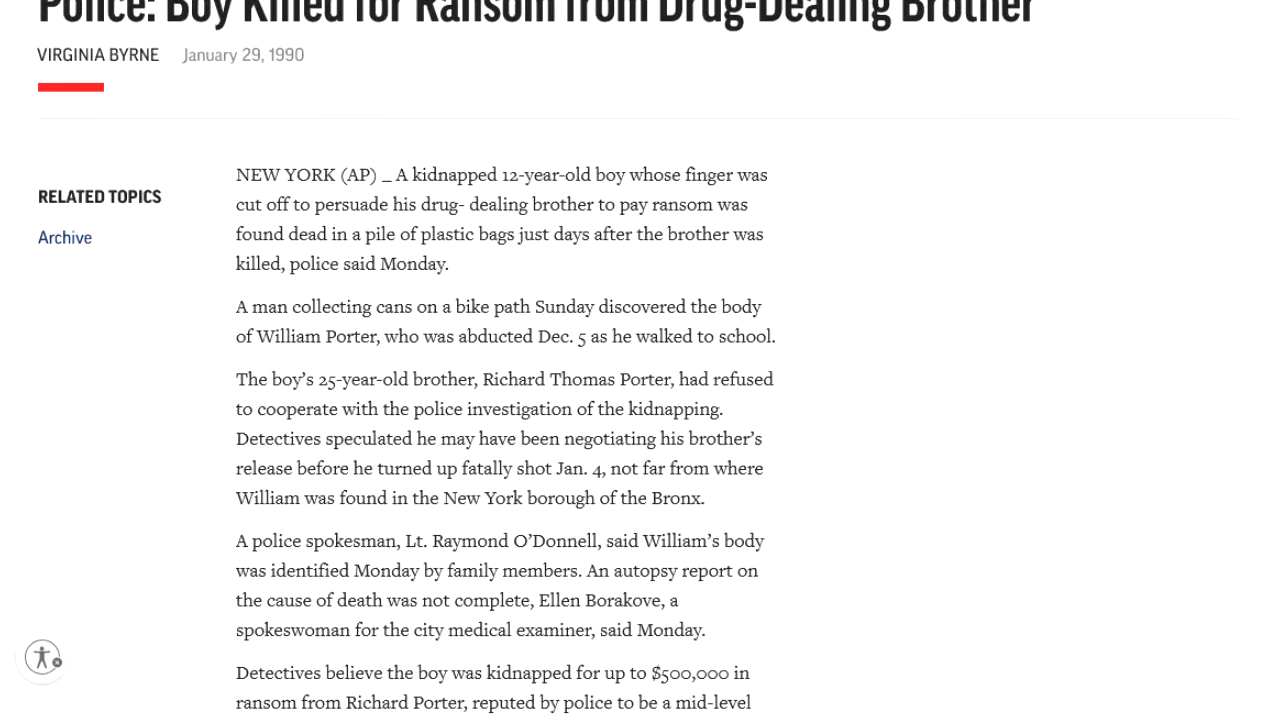 Police: Boy Killed for Ransom from Drug-Dealing Brother
VIRGINIA BYRNE January 29, 1990
RELATED TOPICS
Archive
NEW YORK (AP) _ A kidnapped 12-year-old boy whose finger was
cut off to persuade his drug- dealing brother to pay ransom was
found dead in a pile of plastic bags just days after the brother was
killed, police said Monday.
A man collecting cans on a bike path Sunday discovered the body
of William Porter, who was abducted Dec. 5 as he walked to school.
The boy’s 25-year-old brother, Richard Thomas Porter, had refused
to cooperate with the police investigation of the kidnapping.
Detectives speculated he may have been negotiating his brother’s
release before he turned up fatally shot Jan. 4, not far from where
William was found in the New York borough of the Bronx.
A police spokesman, Lt. Raymond O’Donnell, said William’s body
was identified Monday by family members. An autopsy report on
the cause of death was not complete, Ellen Borakove, a
spokeswoman for the city medical examiner, said Monday.
Detectives believe the boy was kidnapped for up to $500,000 in
ransom from Richard Porter, reputed by police to be a mid-level